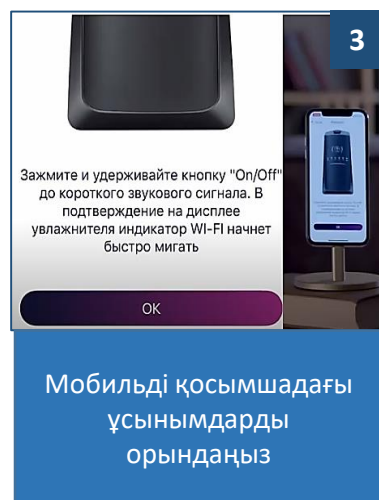 3
Зажмите и удерживайте кнопку "On/Off"
до короткого звукового сигнала. В
подтверждение на дисплее
увлажнителя индикатор WI-FI начнет
быстро мигать
OK
Мобильді қосымшадағы
ұсынымдарды
орындаңыз